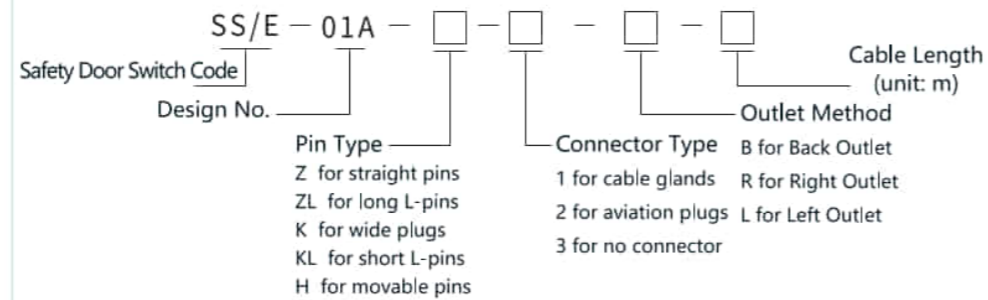 SS/E - 01A - □ - □ - □ - □
Safety Door Switch Code
Design No.
Pin Type
Z for straight pins
ZL for long L-pins
K for wide plugs
KL for short L-pins
H for movable pins
Connector Type
1 for cable glands
2 for aviation plugs
3 for no connector
Outlet Method
B for Back Outlet
R for Right Outlet
L for Left Outlet
Cable Length
(unit: m)